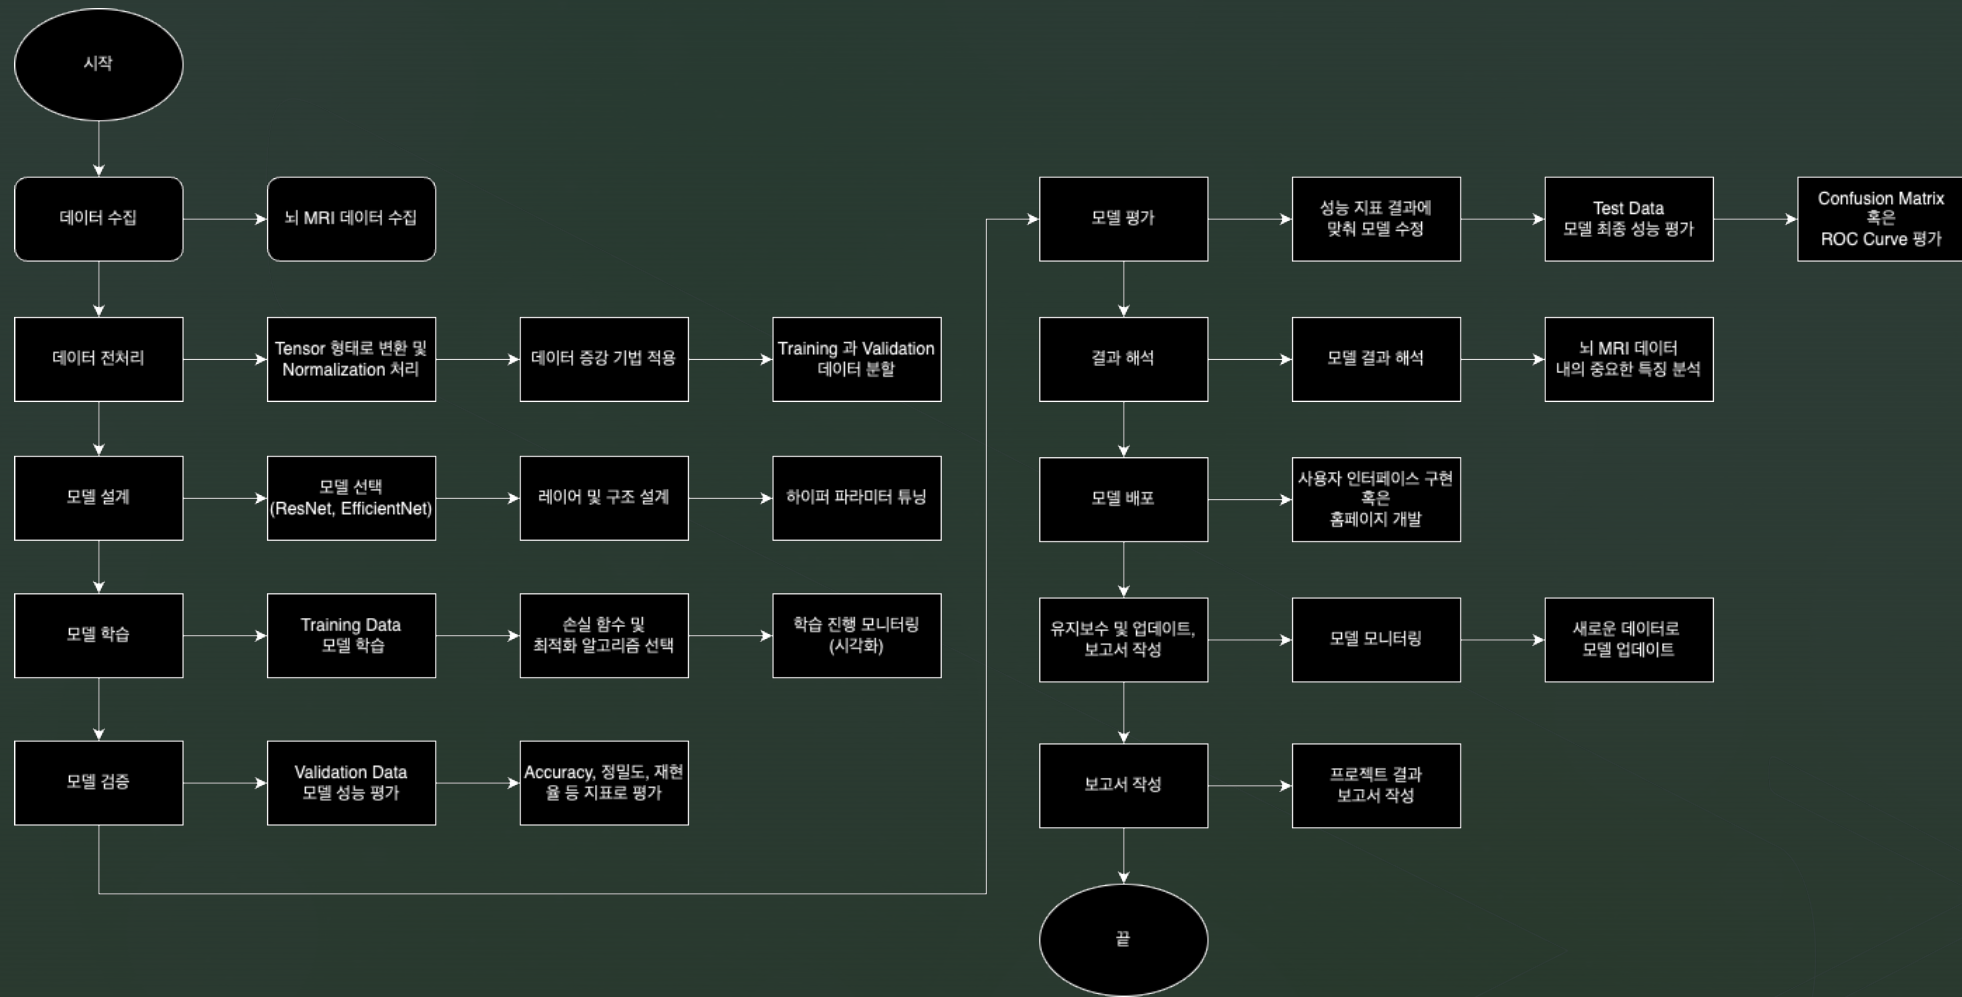 시작
데이터 수집
뇌 MRI 데이터 수집
데이터 전처리
Tensor 형태로 변환 및
Normalization 처리
데이터 증강 기법 적용
Training 과 Validation
데이터 분할
모델 설계
모델 선택
(ResNet, EfficientNet)
레이어 및 구조 설계
하이퍼 파라미터 튜닝
모델 학습
Training Data
모델 학습
손실 함수 및
최적화 알고리즘 선택
학습 진행 모니터링
(시각화)
모델 검증
Validation Data
모델 성능 평가
Accuracy, 정밀도, 재현
율 등 지표로 평가
모델 평가
성능 지표 결과에
맞춰 모델 수정
Test Data
모델 최종 성능 평가
Confusion Matrix
혹은
ROC Curve 평가
결과 해석
모델 결과 해석
뇌 MRI 데이터
내의 중요한 특징 분석
모델 배포
사용자 인터페이스 구현
혹은
홈페이지 개발
유지보수 및 업데이트,
보고서 작성
모델 모니터링
새로운 데이터로
모델 업데이트
보고서 작성
프로젝트 결과
보고서 작성
끝